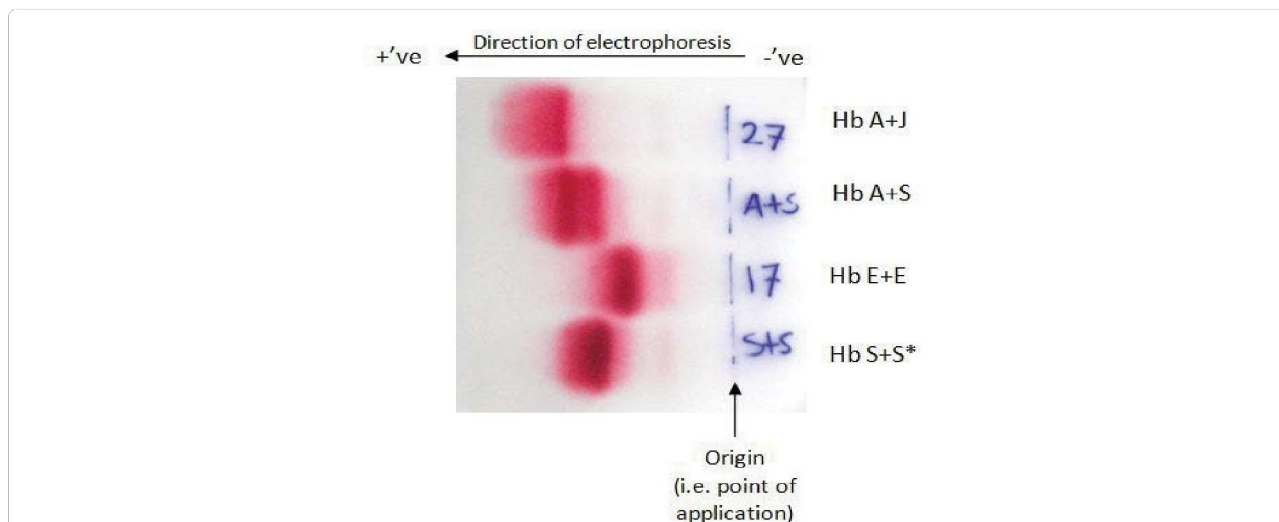 Direction of electrophoresis
+'ve
-'ve
27
Hb A+J
A+S
Hb A+S
17
Hb E+E
S+S
Hb S+S*
Origin
(i.e. point of
application)